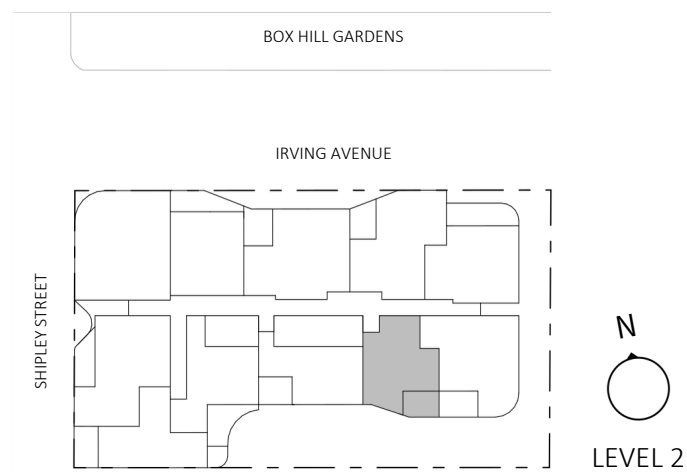 BOX HILL GARDENS
IRVING AVENUE
SHIPLEY STREET
N
LEVEL 2